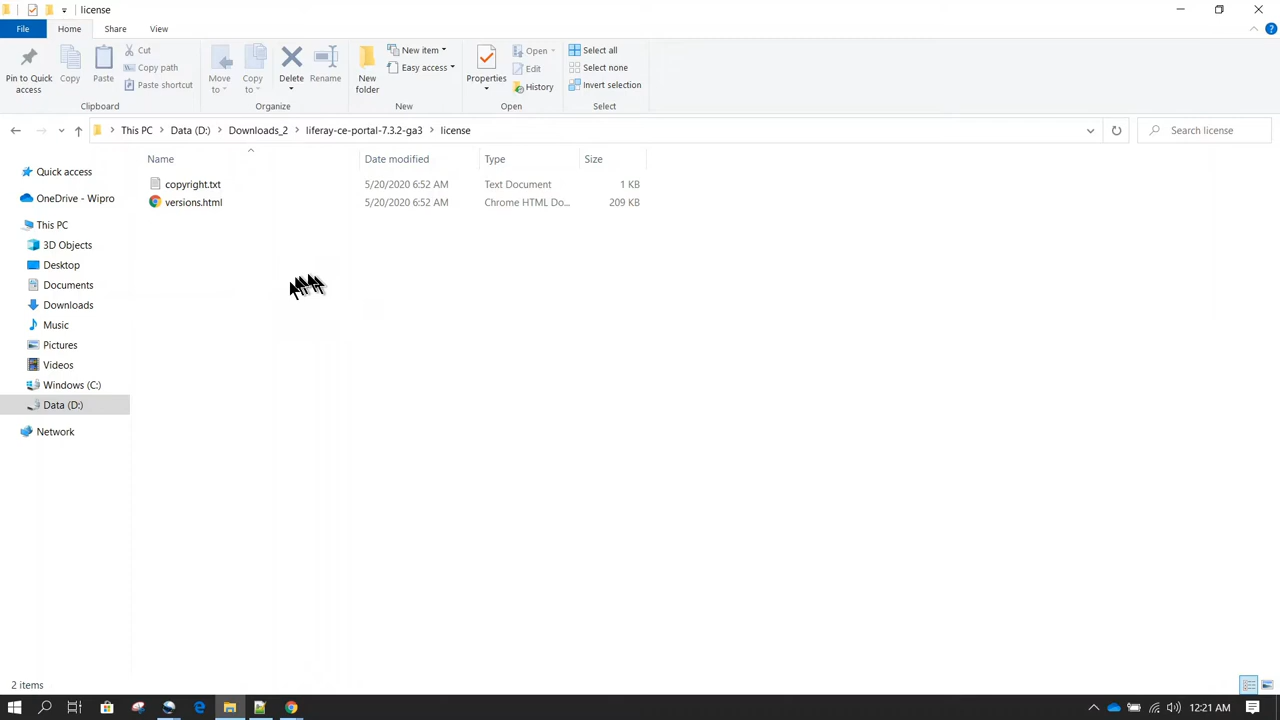 license
File Home Share View
Pin to Quick access
Copy
Paste
Cut
Copy path
Paste shortcut
Clipboard
Move to
Copy to
Delete
Rename
Organize
New folder
New item
Easy access
New
Properties
Open
Edit
History
Open
Select all
Select none
Invert selection
Select
This PC Data (D:) Downloads_2 liferay-ce-portal-7.3.2-ga3 license
Search license
Name Date modified Type Size
copyright.txt 5/20/2020 6:52 AM Text Document 1 KB
versions.html 5/20/2020 6:52 AM Chrome HTML Do... 209 KB
Quick access
OneDrive - Wipro
This PC
3D Objects
Desktop
Documents
Downloads
Music
Pictures
Videos
Windows (C:)
Data (D:)
Network
2 items
12:21 AM